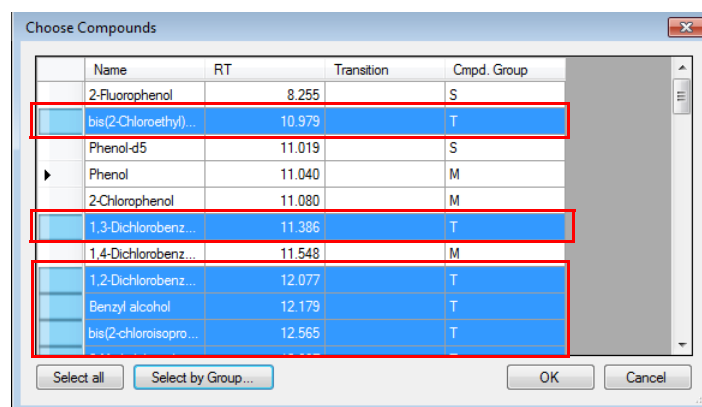 Choose Compounds
Name RT Transition Cmpd. Group
2-Fluorophenol 8.255 S
bis(2-Chloroethyl)... 10.979 T
Phenol-d5 11.019 S
Phenol 11.040 M
2-Chlorophenol 11.080 M
1,3-Dichlorobenz... 11.386 T
1,4-Dichlorobenz... 11.548 M
1,2-Dichlorobenz... 12.077 T
Benzyl alcohol 12.179 T
bis(2-chloroisopro... 12.565 T
Select all Select by Group... OK Cancel